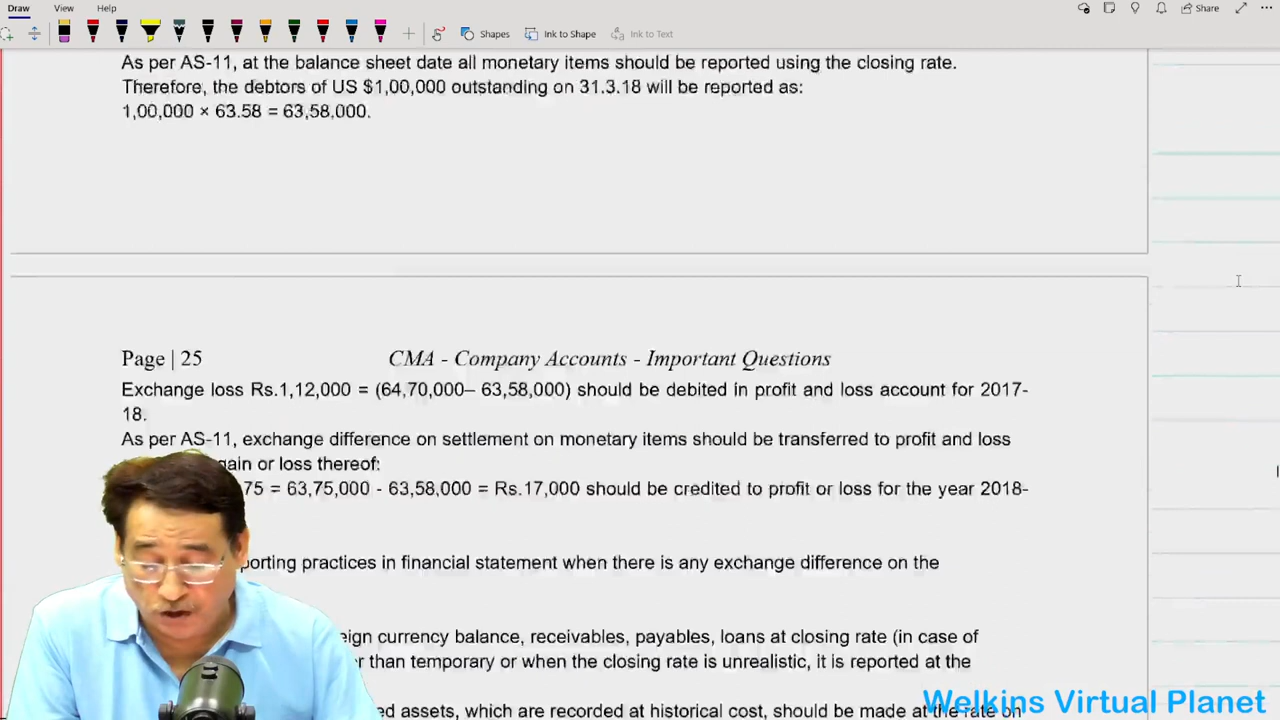 Draw View Help
Share
Shapes Ink to Shape Ink to Text
As per AS-11, at the balance sheet date all monetary items should be reported using the closing rate.
Therefore, the debtors of US $1,00,000 outstanding on 31.3.18 will be reported as:
1,00,000 × 63.58 = 63,58,000.
Page | 25 CMA - Company Accounts - Important Questions
Exchange loss Rs.1,12,000 = (64,70,000– 63,58,000) should be debited in profit and loss account for 2017-
18.
As per AS-11, exchange difference on settlement on monetary items should be transferred to profit and loss
gain or loss thereof:
75 = 63,75,000 - 63,58,000 = Rs.17,000 should be credited to profit or loss for the year 2018-
practices in financial statement when there is any exchange difference on the
currency balance, receivables, payables, loans at closing rate (in case of
than temporary or when the closing rate is unrealistic, it is reported at the
assets, which are recorded at historical cost, should be made at the rate on
Welkins Virtual Planet